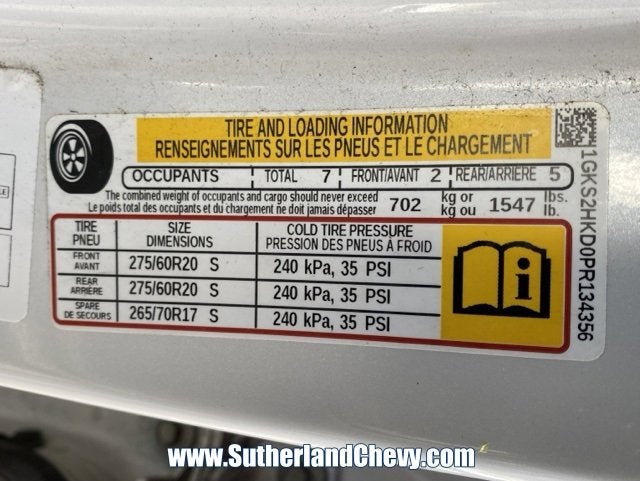 TIRE AND LOADING INFORMATION
RENSEIGNEMENTS SUR LES PNEUS ET LE CHARGEMENT
OCCUPANTS TOTAL 7 FRONT/AVANT 2 REAR/ARRIÈRE 5
The combined weight of occupants and cargo should never exceed 702 kg or 1547 lbs.
Le poids total des occupants et du chargement ne doit jamais dépasser kg ou lb.
TIRE SIZE COLD TIRE PRESSURE
PNEU DIMENSIONS PRESSION DES PNEUS À FROID
FRONT
AVANT 275/60R20 S 240 kPa, 35 PSI
REAR
ARRIÈRE 275/60R20 S 240 kPa, 35 PSI
SPARE
DE SECOURS 265/70R17 S 240 kPa, 35 PSI
1GKS2HKD0PR134356
www.SutherlandChevy.com